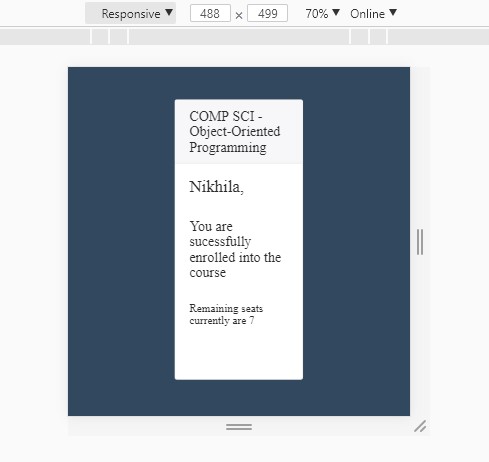 Responsive ▼ 488 × 499 70% ▼ Online ▼
COMP SCI -
Object-Oriented
Programming
Nikhila,
You are
sucessfully
enrolled into the
course
Remaining seats
currently are 7